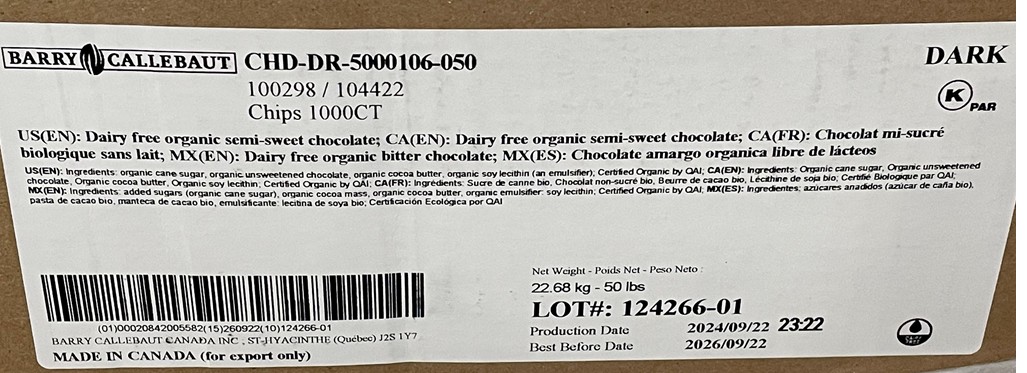 BARRY CALLEBAUT CHD-DR-5000106-050
DARK
100298 / 104422
Chips 1000CT
K PAR
US(EN): Dairy free organic semi-sweet chocolate; CA(EN): Dairy free organic semi-sweet chocolate; CA(FR): Chocolat mi-sucré
biologique sans lait; MX(EN): Dairy free organic bitter chocolate; MX(ES): Chocolate amargo organica libre de lácteos
US(EN): Ingredients: organic cane sugar, organic unsweetened chocolate, organic cocoa butter, organic soy lecithin (an emulsifier); Certified Organic by QAI; CA(EN): Ingredients: Organic cane sugar, Organic unsweetened
chocolate, Organic cocoa butter, Organic soy lecithin; Certified Organic by QAI; CA(FR): Ingrédients: Sucre de canne bio, Chocolat non-sucré bio, Beurre de cacao bio, Lécithine de soja bio; Certifié Biologique par QAI;
MX(EN): Ingredients: added sugars (organic cane sugar), organic cocoa mass, organic cocoa butter, organic emulsifier: soy lecithin; Certified Organic by QAI; MX(ES): Ingredientes: azúcares anadidos (azúcar de caña bio),
pasta de cacao bio, manteca de cacao bio, emulsificante: lecitina de soya bio; Certificación Ecológica por QAI
Net Weight - Poids Net - Peso Neto :
22.68 kg - 50 lbs
LOT#: 124266-01
Production Date 2024/09/22 23:22
Best Before Date 2026/09/22
(01)00020842005582(15)260922(10)124266-01
BARRY CALLEBAUT CANADA INC , ST-HYACINTHE (Québec) J2S 1Y7
MADE IN CANADA (for export only)